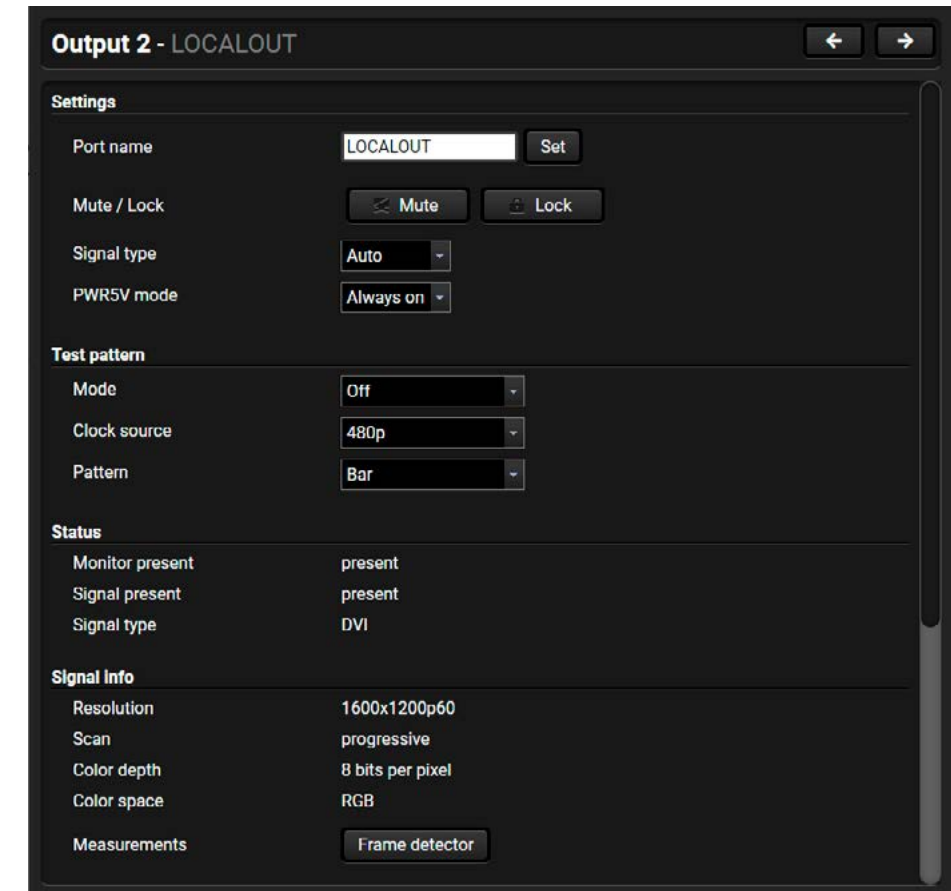 Output 2 - LOCALOUT
Settings
Port name LOCALOUT Set
Mute / Lock Mute Lock
Signal type Auto
PWR5V mode Always on
Test pattern
Mode Off
Clock source 480p
Pattern Bar
Status
Monitor present present
Signal present present
Signal type DVI
Signal info
Resolution 1600x1200p60
Scan progressive
Color depth 8 bits per pixel
Color space RGB
Measurements Frame detector